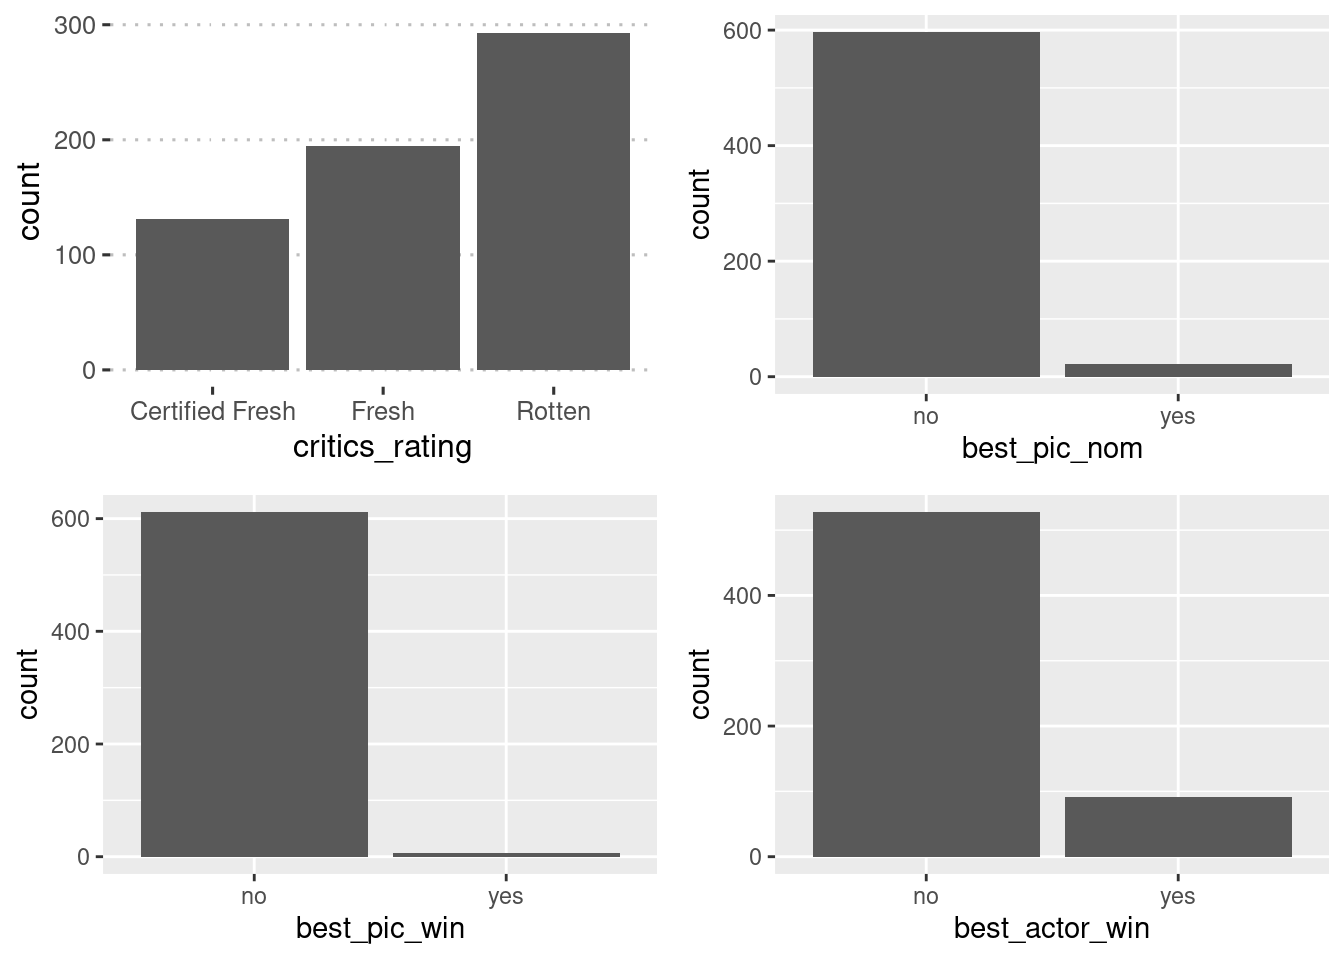 300
200
100
0
count
Certified Fresh Fresh Rotten
critics_rating
600
400
200
0
count
no yes
best_pic_nom
600
400
200
0
count
no yes
best_pic_win
400
200
0
count
no yes
best_actor_win